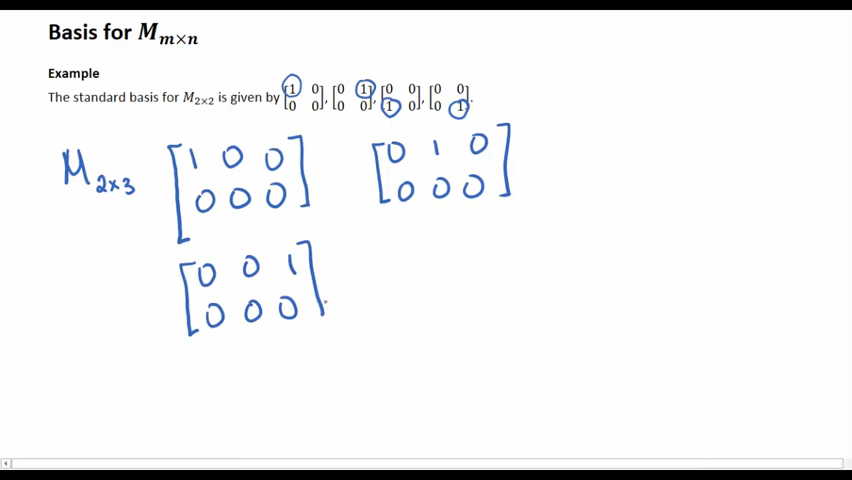 Basis for M_{m×n}
Example
The standard basis for M_{2×2} is given by [1 0; 0 0], [0 1; 0 0], [0 0; 1 0], [0 0; 0 1].
M_{2×3} [1 0 0; 0 0 0] [0 1 0; 0 0 0]
[0 0 1; 0 0 0]